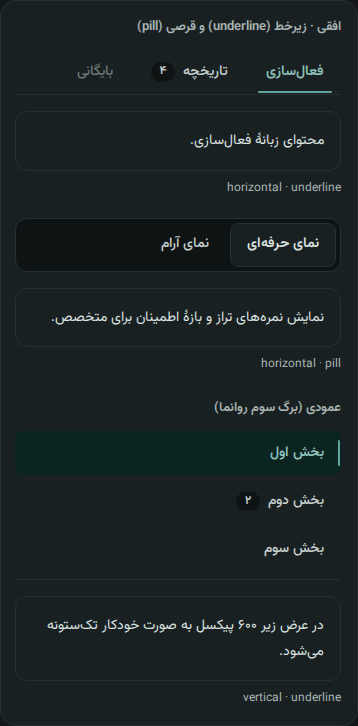 افقی · زیرخط (underline) و قرصی (pill)
فعال‌سازی
تاریخچه ۴
بایگانی
محتوای زبانهٔ فعال‌سازی.
horizontal · underline
نمای حرفه‌ای
نمای آرام
نمایش نمره‌های تراز و بازهٔ اطمینان برای متخصص.
horizontal · pill
عمودی (برگ سوم روانما)
بخش اول
بخش دوم ۲
بخش سوم
در عرض زیر ۶۰۰ پیکسل به صورت خودکار تک‌ستونه
می‌شود.
vertical · underline